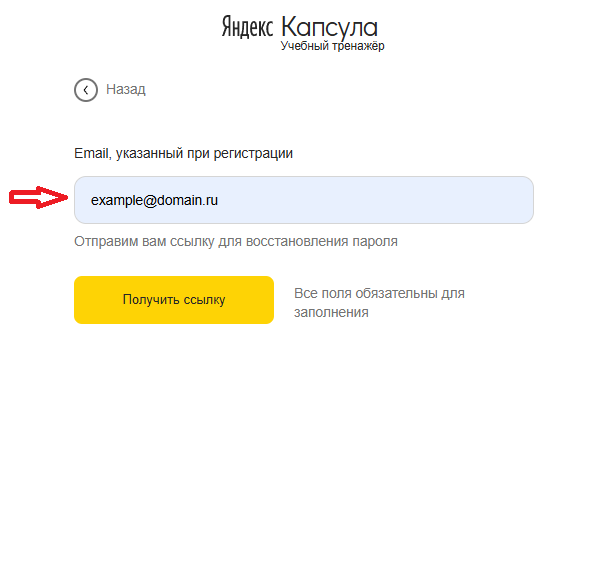 Яндекс Капсула
Учебный тренажёр
Назад
Email, указанный при регистрации
example@domain.ru
Отправим вам ссылку для восстановления пароля
Получить ссылку
Все поля обязательны для
заполнения